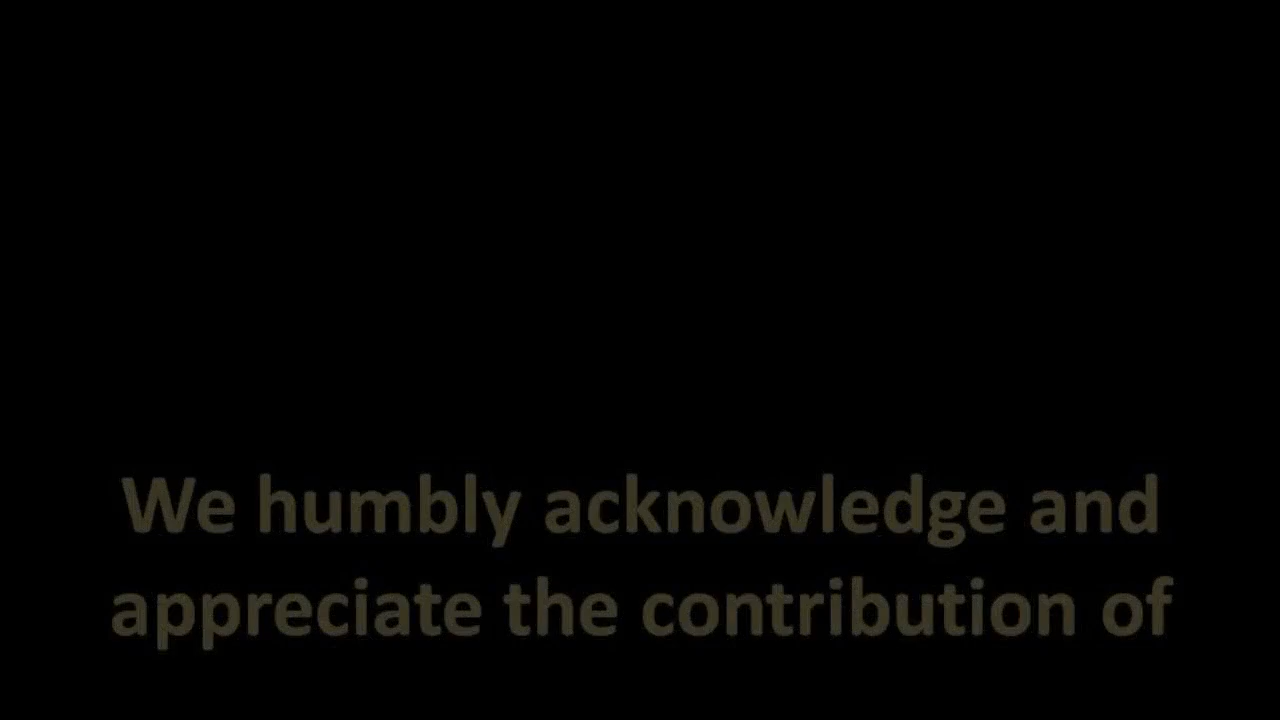 We humbly acknowledge and
appreciate the contribution of